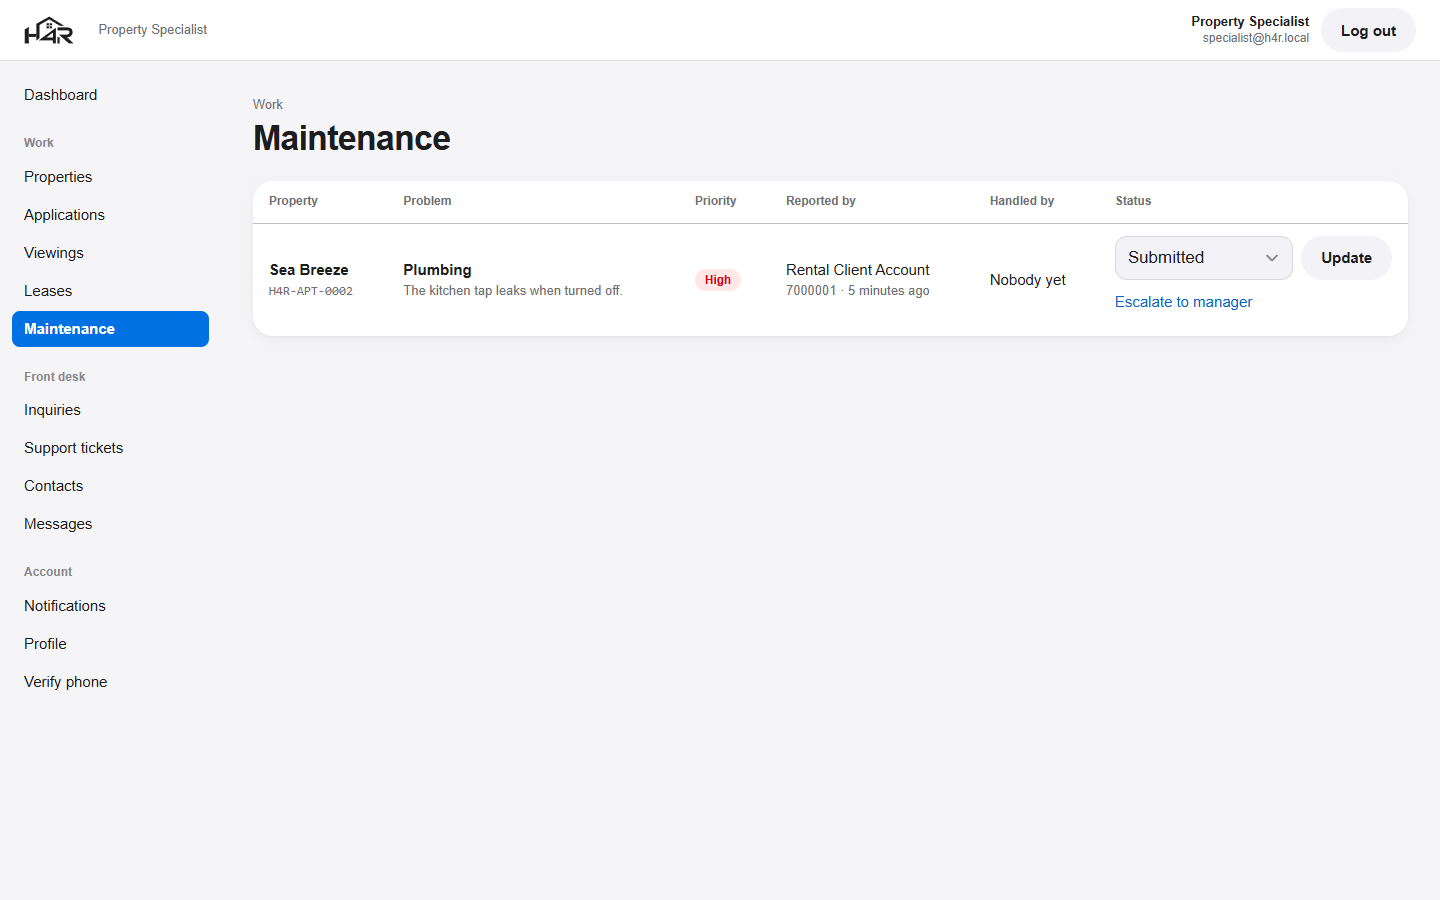 H4R
Property Specialist
Property Specialist
specialist@h4r.local
Log out
Dashboard
Work
Properties
Applications
Viewings
Leases
Maintenance
Front desk
Inquiries
Support tickets
Contacts
Messages
Account
Notifications
Profile
Verify phone
Work
Maintenance
Property Problem Priority Reported by Handled by Status
Sea Breeze
H4R-APT-0002
Plumbing
The kitchen tap leaks when turned off.
High
Rental Client Account
7000001 · 5 minutes ago
Nobody yet
Submitted
Update
Escalate to manager